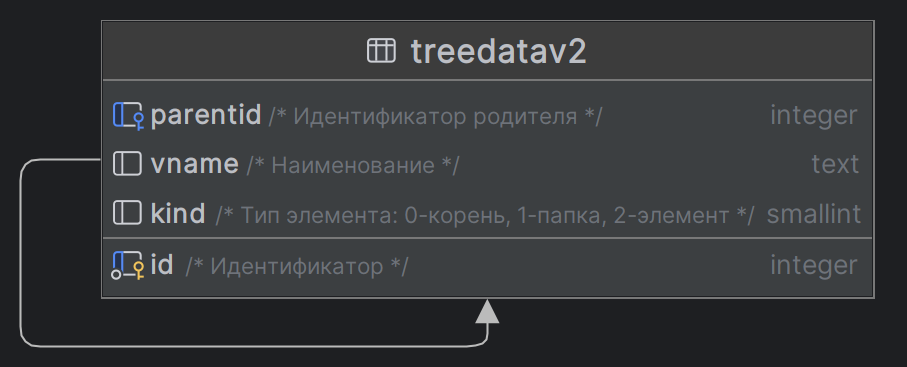 treedatav2
parentid /* Идентификатор родителя */ integer
vname /* Наименование */ text
kind /* Тип элемента: 0-корень, 1-папка, 2-элемент */ smallint
id /* Идентификатор */ integer